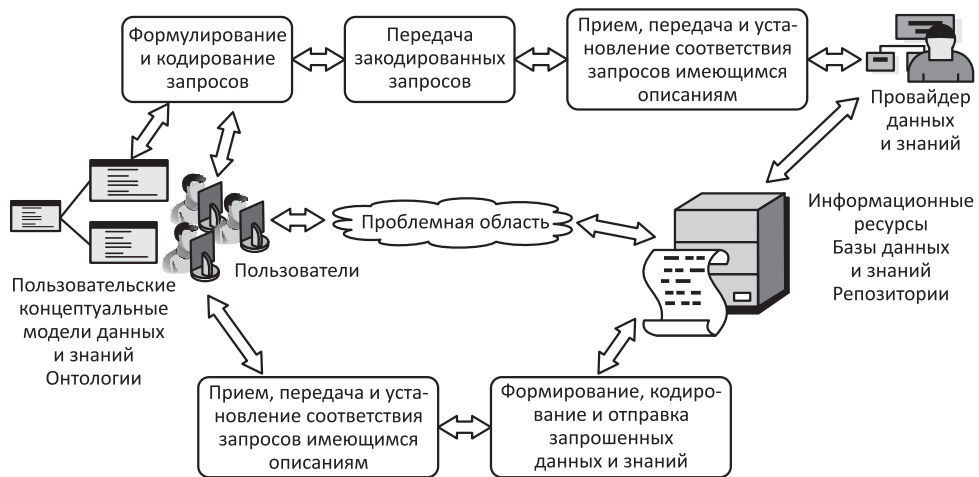 Формулирование
и кодирование
запросов
Передача
закодированных
запросов
Прием, передача и уста-
новление соответствия
запросов имеющимся
описаниям
Провайдер
данных
и знаний
Проблемная область
Пользователи
Информационные
ресурсы
Базы данных
и знаний
Репозитории
Пользовательские
концептуальные
модели данных
и знаний
Онтологии
Прием, передача и уста-
новление соответствия
запросов имеющимся
описаниям
Формирование, кодиро-
вание и отправка
запрошенных
данных и знаний